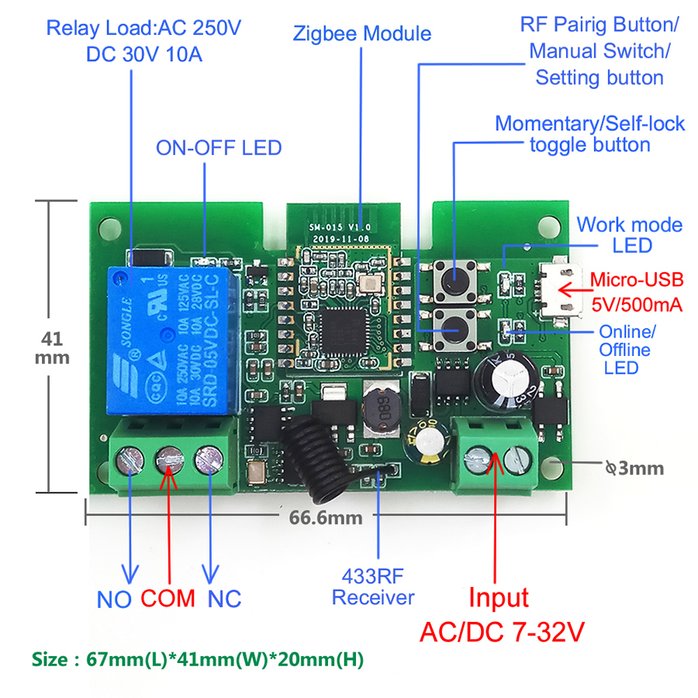 Relay Load:AC 250V
DC 30V 10A
Zigbee Module
RF Pairig Button/
Manual Switch/
Setting button
ON-OFF LED
Momentary/Self-lock
toggle button
SM-015 V1.0
2019-11-08
Work mode
LED
Micro-USB
5V/500mA
Online/
Offline
LED
SONGLE
10A 250VAC 10A 125VAC
10A 30VDC 10A 28VDC
SRD-05VDC-SL-C
CQC
41
mm
680
ϕ3mm
66.6mm
NO COM NC
433RF
Receiver
Input
AC/DC 7-32V
Size : 67mm(L)*41mm(W)*20mm(H)